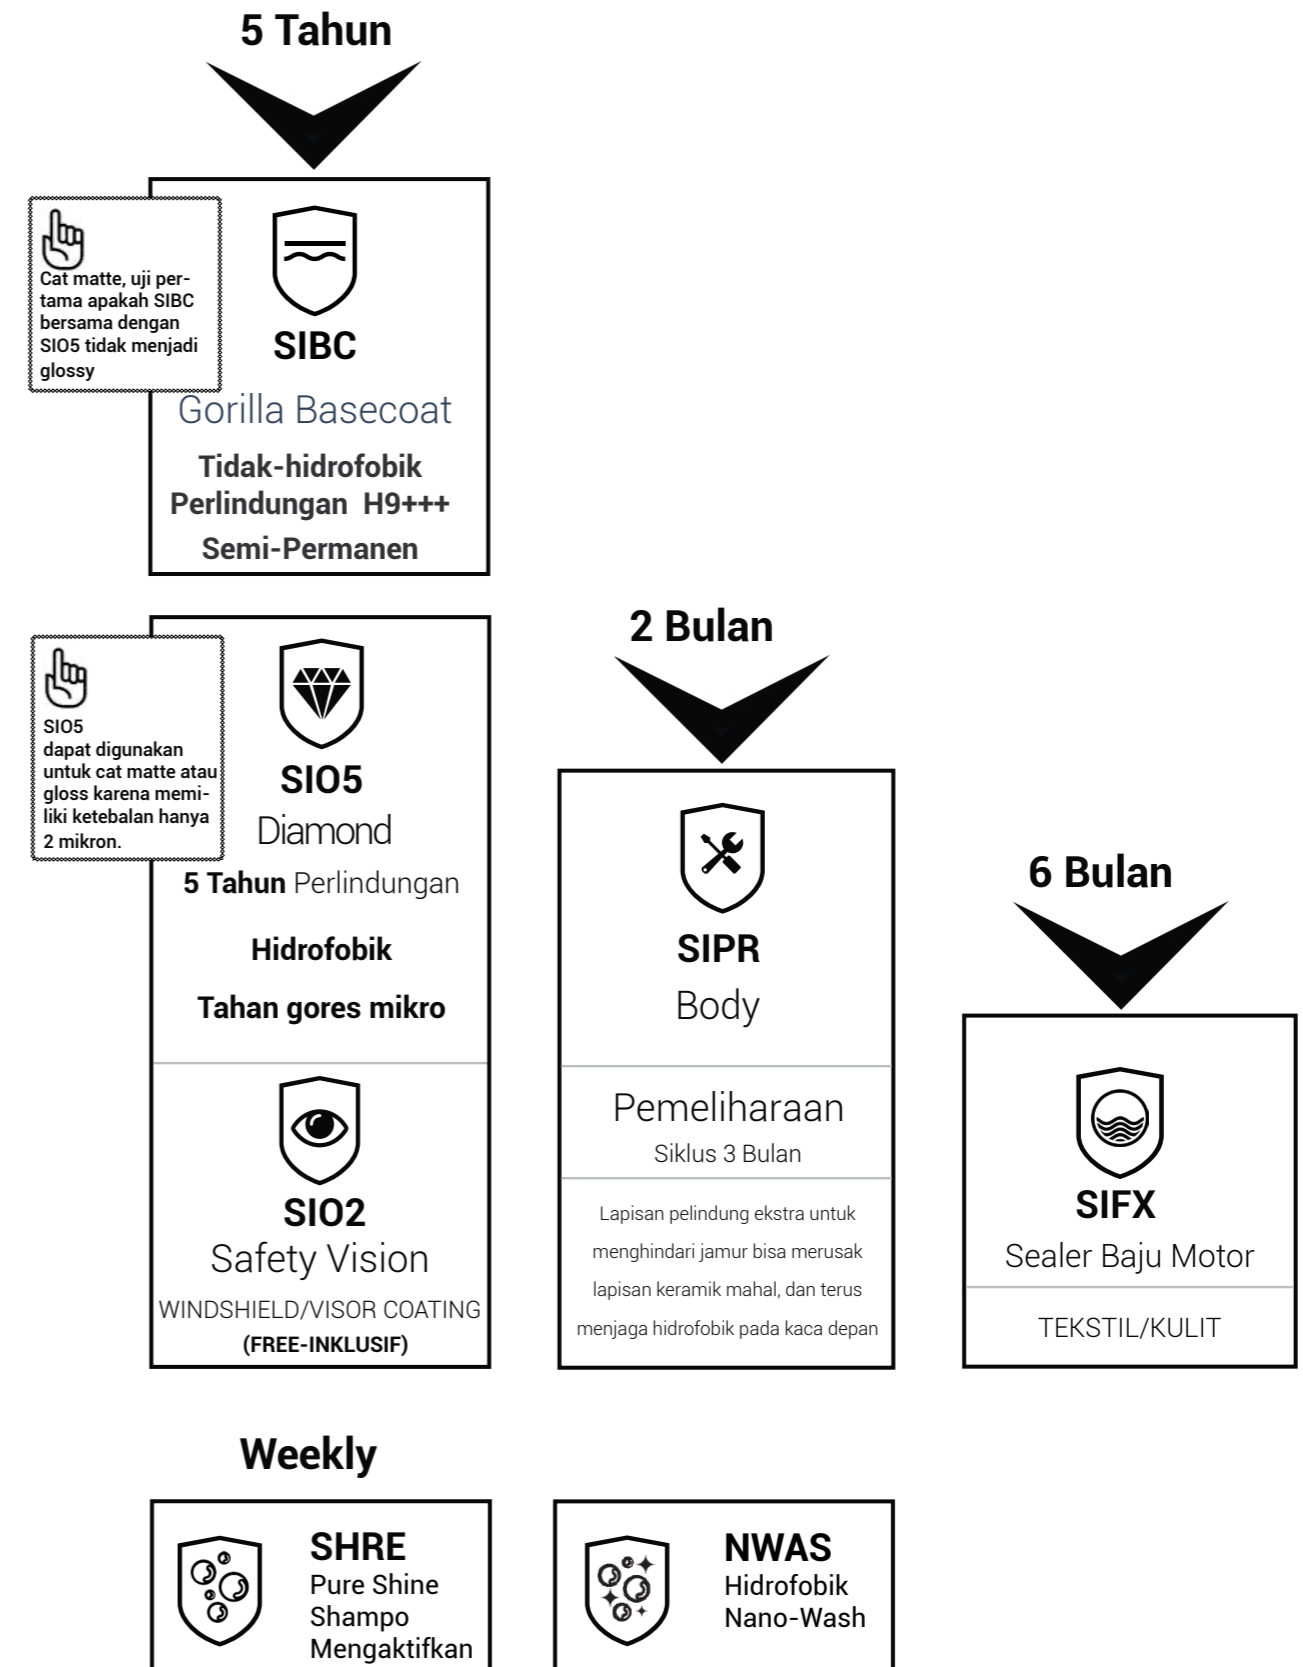 5 Tahun
Cat matte, uji per-
tama apakah SIBC
bersama dengan
SIO5 tidak menjadi
glossy
SIBC
Gorilla Basecoat
Tidak-hidrofobik
Perlindungan H9+++
Semi-Permanen
SIO5
dapat digunakan
untuk cat matte atau
gloss karena memi-
liki ketebalan hanya
2 mikron.
SIO5
Diamond
5 Tahun Perlindungan
Hidrofobik
Tahan gores mikro
SIO2
Safety Vision
WINDSHIELD/VISOR COATING
(FREE-INKLUSIF)
2 Bulan
SIPR
Body
Pemeliharaan
Siklus 3 Bulan
Lapisan pelindung ekstra untuk
menghindari jamur bisa merusak
lapisan keramik mahal, dan terus
menjaga hidrofobik pada kaca depan
6 Bulan
SIFX
Sealer Baju Motor
TEKSTIL/KULIT
Weekly
SHRE
Pure Shine
Shampo
Mengaktifkan
NWAS
Hidrofobik
Nano-Wash